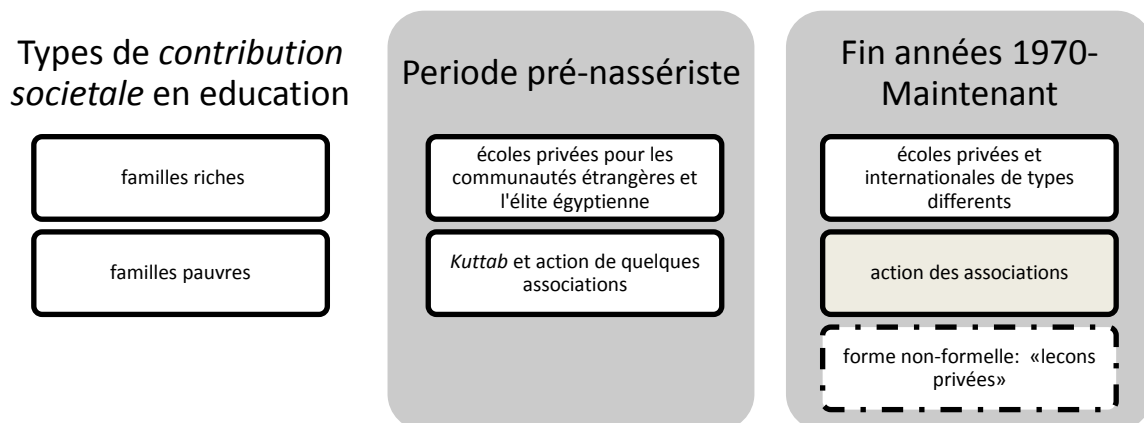 Types de contribution
societale en education
familles riches
familles pauvres
Periode pré-nassériste
écoles privées pour les
communautés étrangères et
l'élite égyptienne
Kuttab et action de quelques
associations
Fin années 1970-
Maintenant
écoles privées et
internationales de types
differents
action des associations
forme non-formelle: «lecons
privées»